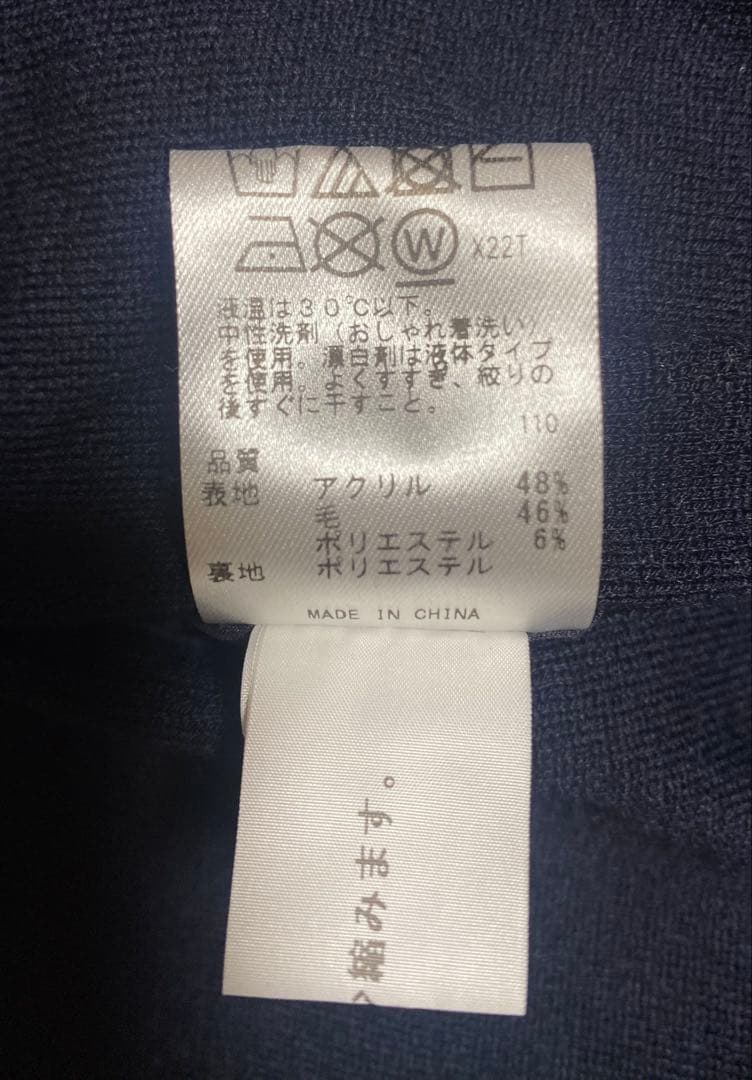 W X22T
液温は30℃以下。
中性洗剤(おしゃれ着洗い)
を使用。漂白剤は液体タイプ
を使用。よくすすぎ、絞りの
後すぐに干すこと。
110
品質
表地 アクリル 48%
毛 46%
ポリエステル 6%
裏地 ポリエステル
MADE IN CHINA
縮みます。